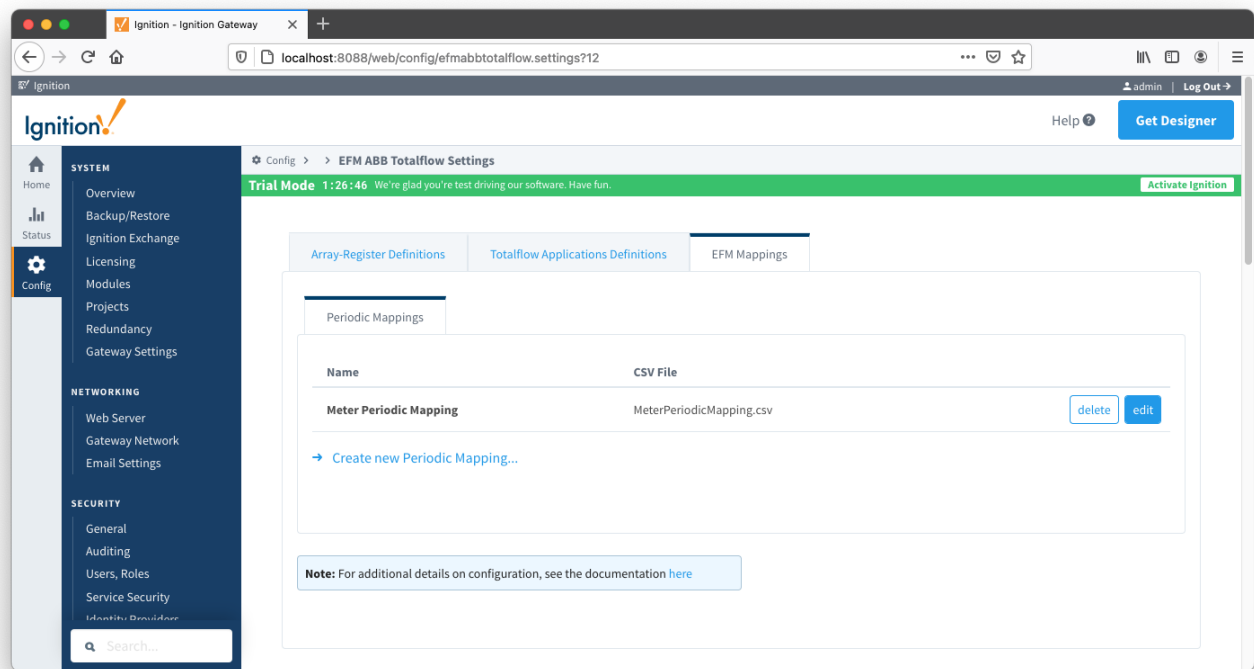 Ignition - Ignition Gateway
localhost:8088/web/config/efmabbtotalflow.settings?12
Ignition
admin | Log Out
Ignition!
Help
Get Designer
Home
Status
Config
SYSTEM
Overview
Backup/Restore
Ignition Exchange
Licensing
Modules
Projects
Redundancy
Gateway Settings
NETWORKING
Web Server
Gateway Network
Email Settings
SECURITY
General
Auditing
Users, Roles
Service Security
Identity Providers
Search...
Config > > EFM ABB Totalflow Settings
Trial Mode 1:26:46 We're glad you're test driving our software. Have fun.
Activate Ignition
Array-Register Definitions
Totalflow Applications Definitions
EFM Mappings
Periodic Mappings
Name CSV File
Meter Periodic Mapping MeterPeriodicMapping.csv delete edit
Create new Periodic Mapping...
Note: For additional details on configuration, see the documentation here